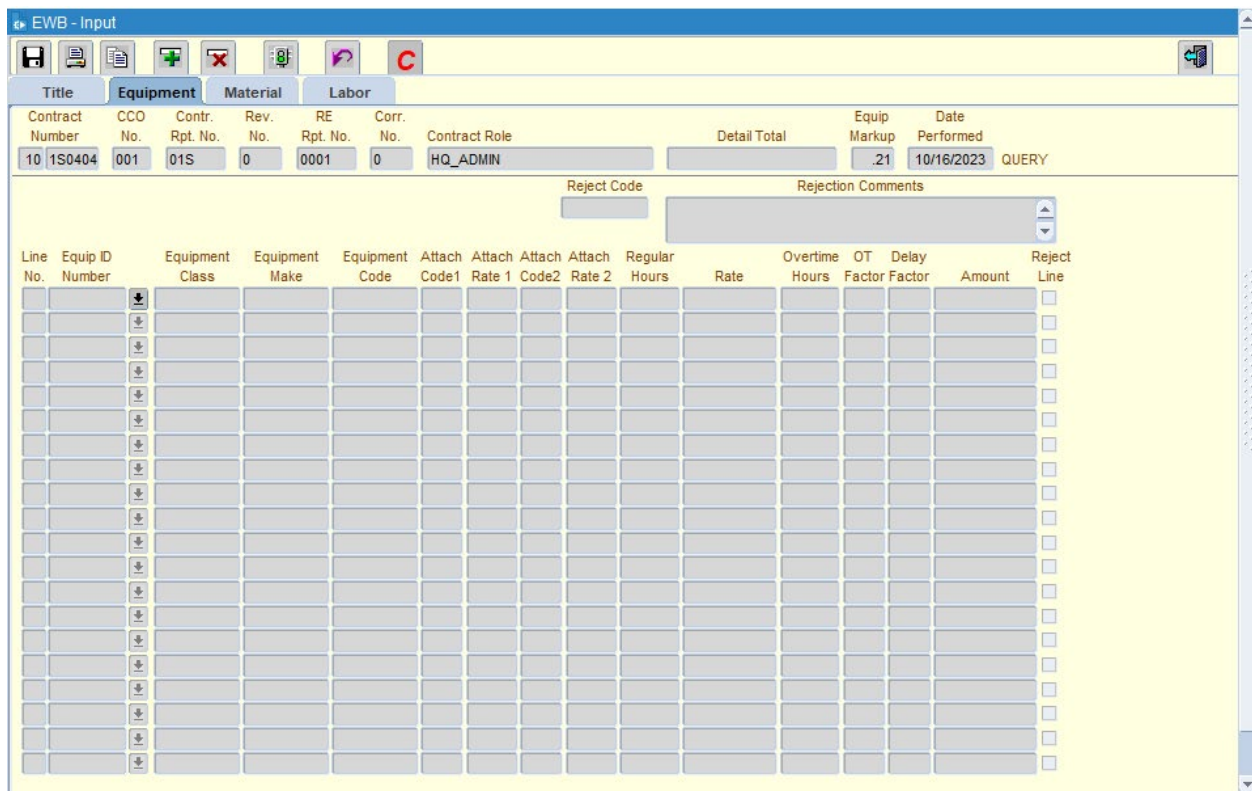 EWB - Input
C
Title Equipment Material Labor
Contract CCO Contr. Rev. RE Corr. Equip Date
Number No. Rpt. No. No. Rpt. No. No. Contract Role Detail Total Markup Performed
10 1S0404 001 01S 0 0001 0 HQ_ADMIN .21 10/16/2023 QUERY
Reject Code Rejection Comments
Line Equip ID Equipment Equipment Equipment Attach Attach Attach Attach Regular Overtime OT Delay Reject
No. Number Class Make Code Code1 Rate 1 Code2 Rate 2 Hours Rate Hours Factor Factor Amount Line